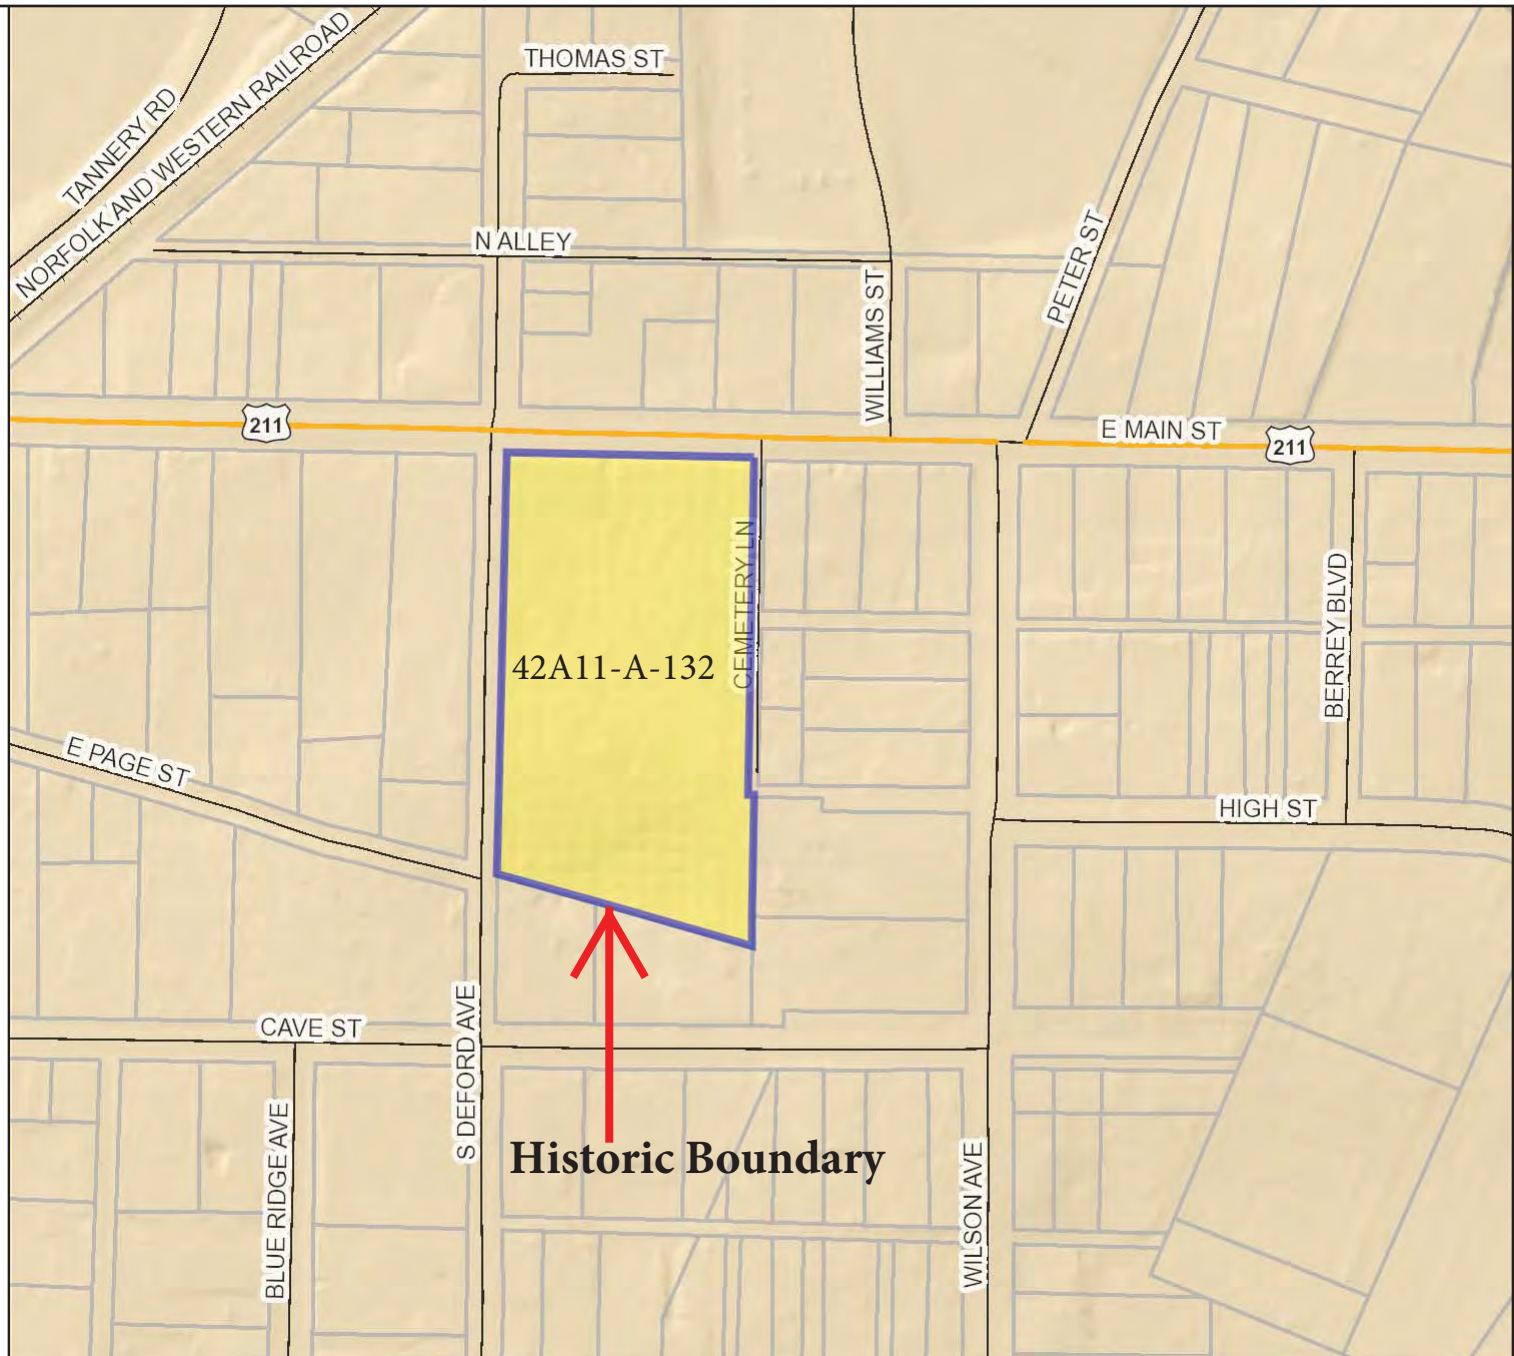 THOMAS ST
TANNERY RD
NORFOLK AND WESTERN RAILROAD
N ALLEY
PETER ST
WILLIAMS ST
211
E MAIN ST
211
CEMETERY LN
42A11-A-132
BERREY BLVD
E PAGE ST
HIGH ST
CAVE ST
S DEFORD AVE
BLUE RIDGE AVE
Historic Boundary
WILSON AVE